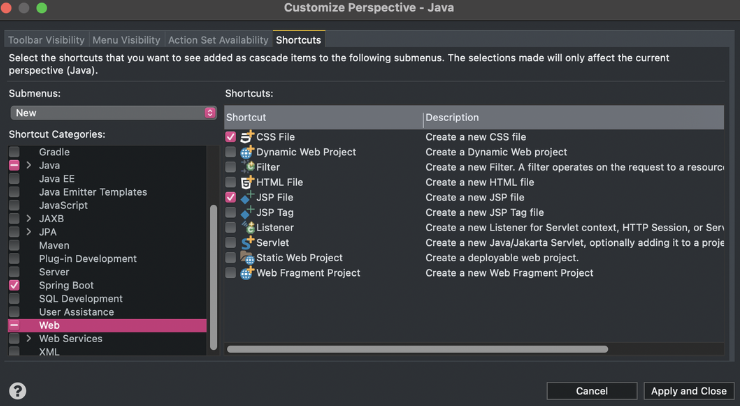 Customize Perspective - Java
Toolbar Visibility Menu Visibility Action Set Availability Shortcuts
Select the shortcuts that you want to see added as cascade items to the following submenus. The selections made will only affect the current
perspective (Java).
Submenus:
New
Shortcut Categories:
Gradle
Java
Java EE
Java Emitter Templates
JavaScript
JAXB
JPA
Maven
Plug-in Development
Server
Spring Boot
SQL Development
User Assistance
Web
Web Services
XML
Shortcuts:
Shortcut Description
CSS File Create a new CSS file
Dynamic Web Project Create a Dynamic Web project
Filter Create a new Filter. A filter operates on the request to a resourc
HTML File Create a new HTML file
JSP File Create a new JSP file
JSP Tag Create a new JSP Tag file
Listener Create a new Listener for Servlet context, HTTP Session, or Serv
Servlet Create a new Java/Jakarta Servlet, optionally adding it to a proje
Static Web Project Create a deployable web project.
Web Fragment Project Create a new Web Fragment Project
?
Cancel Apply and Close